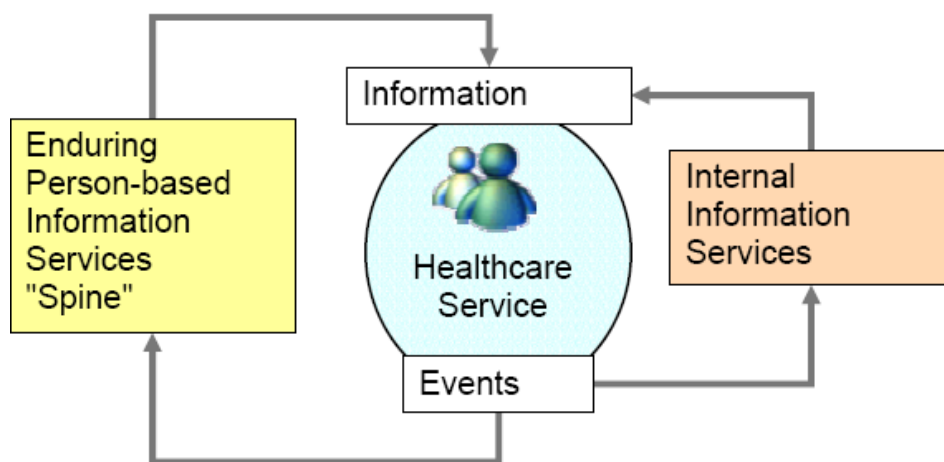 Information
Enduring
Person-based
Information
Services
"Spine"
Healthcare
Service
Internal
Information
Services
Events